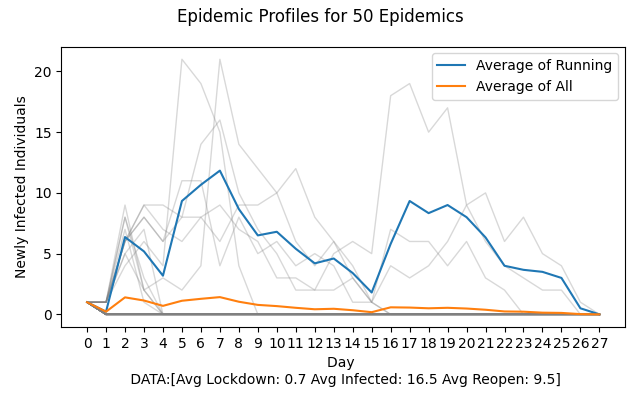 Epidemic Profiles for 50 Epidemics
Average of Running
Average of All
Newly Infected Individuals
20
15
10
5
0
0 1 2 3 4 5 6 7 8 9 10 11 12 13 14 15 16 17 18 19 20 21 22 23 24 25 26 27
Day
DATA:[Avg Lockdown: 0.7 Avg Infected: 16.5 Avg Reopen: 9.5]